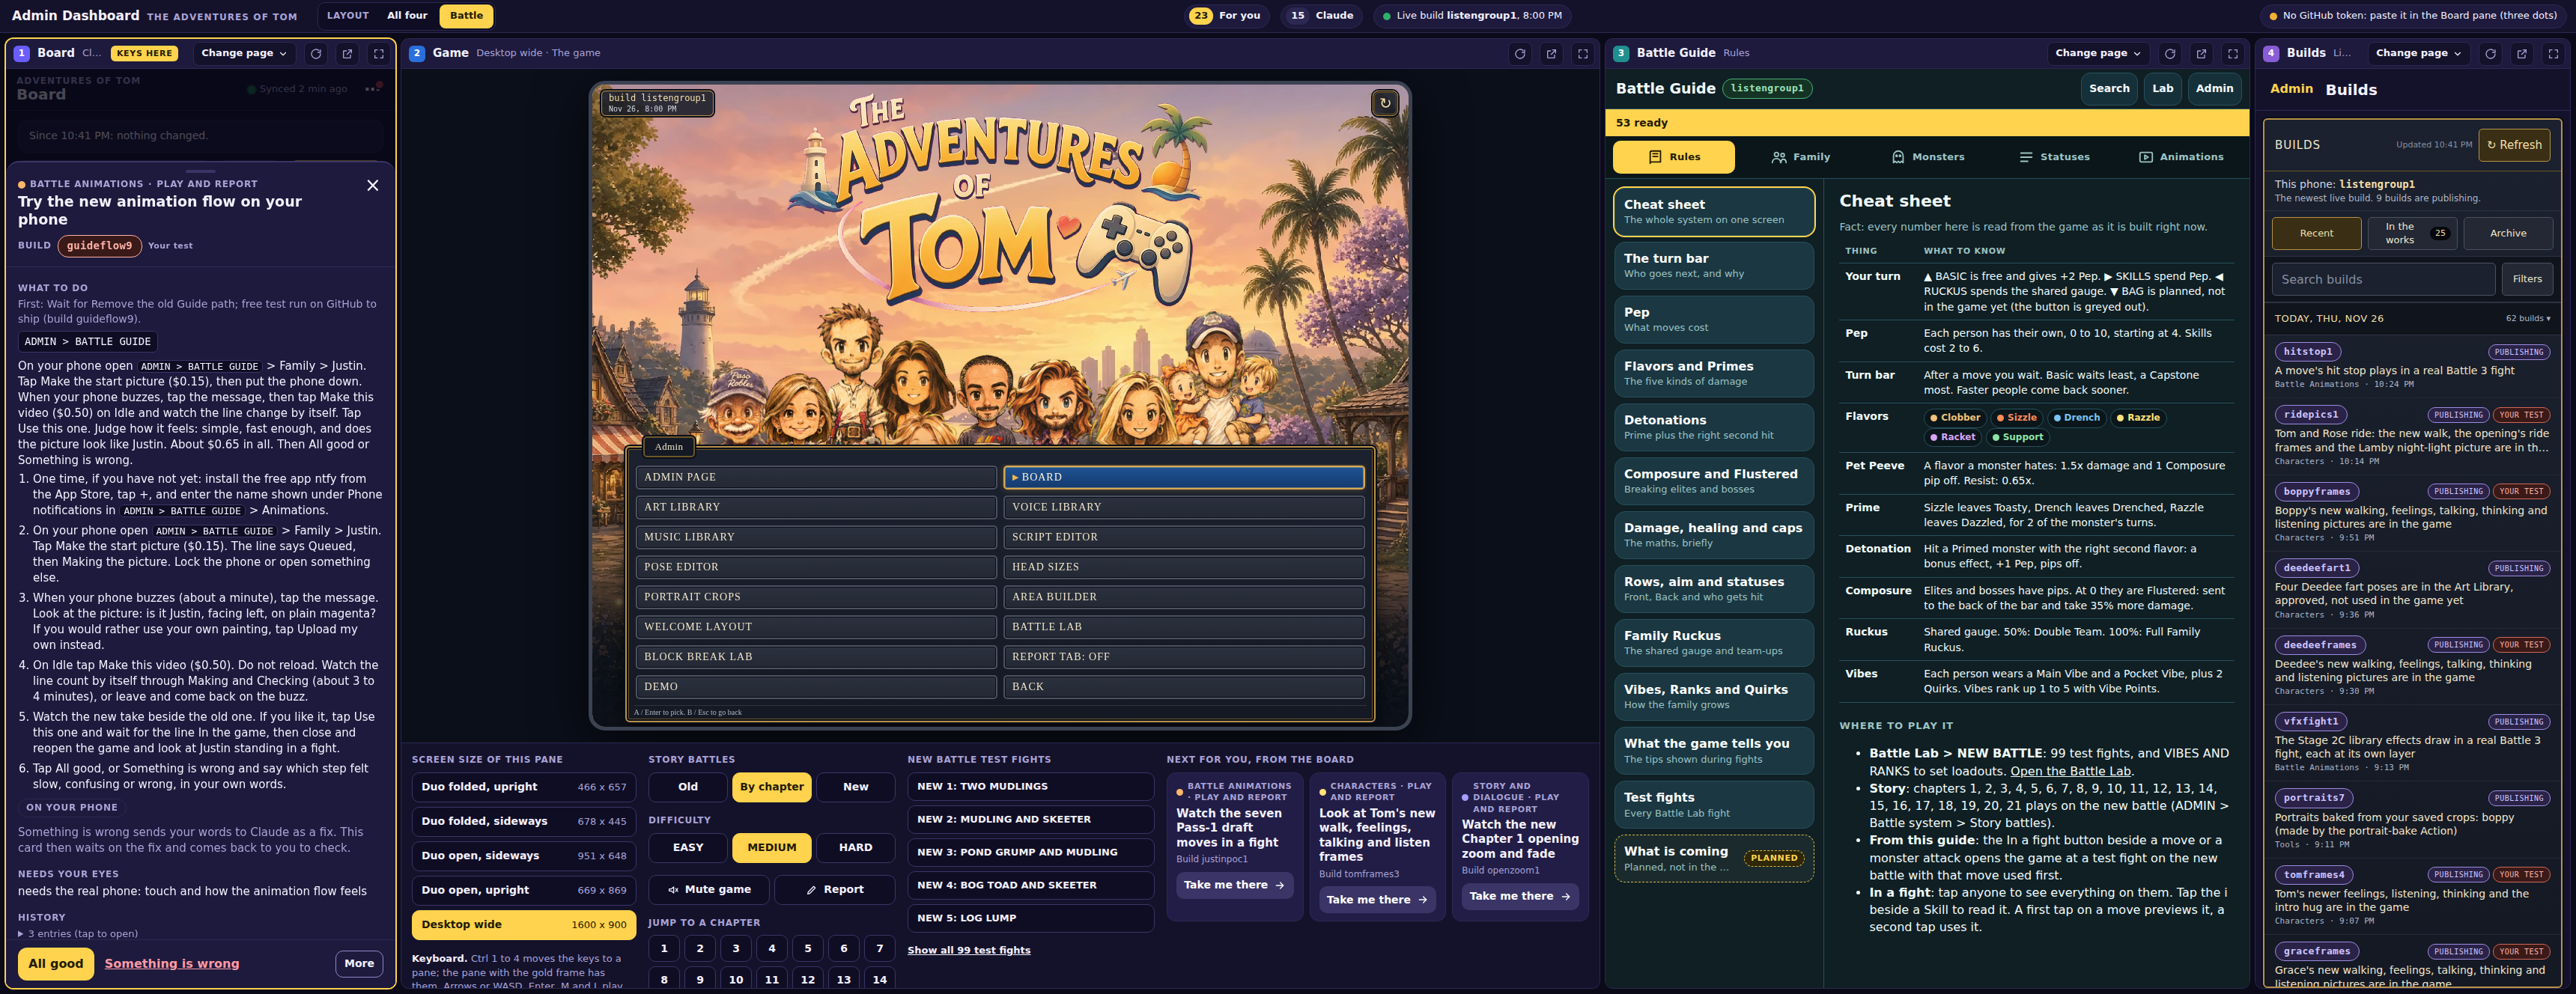 Admin Dashboard THE ADVENTURES OF TOM
LAYOUT All four Battle
23 For you 15 Claude Live build listengroup1, 8:00 PM
No GitHub token: paste it in the Board pane (three dots)
1 Board Cl... KEYS HERE Change page
ADVENTURES OF TOM
Board
Synced 2 min ago
Since 10:41 PM: nothing changed.
BATTLE ANIMATIONS · PLAY AND REPORT
Try the new animation flow on your
phone
BUILD guideflow9 Your test
WHAT TO DO
First: Wait for Remove the old Guide path; free test run on GitHub to
ship (build guideflow9).
ADMIN > BATTLE GUIDE
On your phone open ADMIN > BATTLE GUIDE > Family > Justin.
Tap Make the start picture ($0.15), then put the phone down.
When your phone buzzes, tap the message, then tap Make this
video ($0.50) on Idle and watch the line change by itself. Tap
Use this one. Judge how it feels: simple, fast enough, and does
the picture look like Justin. About $0.65 in all. Then All good or
Something is wrong.
1. One time, if you have not yet: install the free app ntfy from
the App Store, tap +, and enter the name shown under Phone
notifications in ADMIN > BATTLE GUIDE > Animations.
2. On your phone open ADMIN > BATTLE GUIDE > Family > Justin.
Tap Make the start picture ($0.15). The line says Queued,
then Making the picture. Lock the phone or open something
else.
3. When your phone buzzes (about a minute), tap the message.
Look at the picture: is it Justin, facing left, on plain magenta?
If you would rather use your own painting, tap Upload my
own instead.
4. On Idle tap Make this video ($0.50). Do not reload. Watch the
line count by itself through Making and Checking (about 3 to
4 minutes), or leave and come back on the buzz.
5. Watch the new take beside the old one. If you like it, tap Use
this one and wait for the line In the game, then close and
reopen the game and look at Justin standing in a fight.
6. Tap All good, or Something is wrong and say which step felt
slow, confusing or wrong, in your own words.
ON YOUR PHONE
Something is wrong sends your words to Claude as a fix. This
card then waits on the fix and comes back to you to check.
NEEDS YOUR EYES
needs the real phone: touch and how the animation flow feels
HISTORY
3 entries (tap to open)
All good Something is wrong More
2 Game Desktop wide · The game
build listengroup1
Nov 26, 8:00 PM
THE
ADVENTURES
OF
TOM
Paso
Robles
Admin
ADMIN PAGE
BOARD
ART LIBRARY
VOICE LIBRARY
MUSIC LIBRARY
SCRIPT EDITOR
POSE EDITOR
HEAD SIZES
PORTRAIT CROPS
AREA BUILDER
WELCOME LAYOUT
BATTLE LAB
BLOCK BREAK LAB
REPORT TAB: OFF
DEMO
BACK
A / Enter to pick. B / Esc to go back
SCREEN SIZE OF THIS PANE
Duo folded, upright 466 x 657
Duo folded, sideways 678 x 445
Duo open, sideways 951 x 648
Duo open, upright 669 x 869
Desktop wide 1600 x 900
Keyboard. Ctrl 1 to 4 moves the keys to a
pane; the pane with the gold frame has
them. Arrows or WASD, Enter, M and L play
STORY BATTLES
Old By chapter New
DIFFICULTY
EASY MEDIUM HARD
Mute game Report
JUMP TO A CHAPTER
1 2 3 4 5 6 7
8 9 10 11 12 13 14
NEW BATTLE TEST FIGHTS
NEW 1: TWO MUDLINGS
NEW 2: MUDLING AND SKEETER
NEW 3: POND GRUMP AND MUDLING
NEW 4: BOG TOAD AND SKEETER
NEW 5: LOG LUMP
Show all 99 test fights
NEXT FOR YOU, FROM THE BOARD
BATTLE ANIMATIONS
· PLAY AND REPORT
Watch the seven
Pass-1 draft
moves in a fight
Build justinpoc1
Take me there
CHARACTERS · PLAY
AND REPORT
Look at Tom's new
walk, feelings,
talking and listen
frames
Build tomframes3
Take me there
STORY AND
DIALOGUE · PLAY
AND REPORT
Watch the new
Chapter 1 opening
zoom and fade
Build openzoom1
Take me there
3 Battle Guide Rules Change page
Battle Guide listengroup1 Search Lab Admin
53 ready
Rules Family Monsters Statuses Animations
Cheat sheet
The whole system on one screen
The turn bar
Who goes next, and why
Pep
What moves cost
Flavors and Primes
The five kinds of damage
Detonations
Prime plus the right second hit
Composure and Flustered
Breaking elites and bosses
Damage, healing and caps
The maths, briefly
Rows, aim and statuses
Front, Back and who gets hit
Family Ruckus
The shared gauge and team-ups
Vibes, Ranks and Quirks
How the family grows
What the game tells you
The tips shown during fights
Test fights
Every Battle Lab fight
What is coming
Planned, not in the ...
PLANNED
Cheat sheet
Fact: every number here is read from the game as it is built right now.
THING WHAT TO KNOW
Your turn ▲ BASIC is free and gives +2 Pep. ▶ SKILLS spend Pep. ◀
RUCKUS spends the shared gauge. ▼ BAG is planned, not
in the game yet (the button is greyed out).
Pep Each person has their own, 0 to 10, starting at 4. Skills
cost 2 to 6.
Turn bar After a move you wait. Basic waits least, a Capstone
most. Faster people come back sooner.
Flavors Clobber Sizzle Drench Razzle
Racket Support
Pet Peeve A flavor a monster hates: 1.5x damage and 1 Composure
pip off. Resist: 0.65x.
Prime Sizzle leaves Toasty, Drench leaves Drenched, Razzle
leaves Dazzled, for 2 of the monster's turns.
Detonation Hit a Primed monster with the right second flavor: a
bonus effect, +1 Pep, pips off.
Composure Elites and bosses have pips. At 0 they are Flustered: sent
to the back of the bar and take 35% more damage.
Ruckus Shared gauge. 50%: Double Team. 100%: Full Family
Ruckus.
Vibes Each person wears a Main Vibe and a Pocket Vibe, plus 2
Quirks. Vibes rank up 1 to 5 with Vibe Points.
WHERE TO PLAY IT
• Battle Lab > NEW BATTLE: 99 test fights, and VIBES AND
RANKS to set loadouts. Open the Battle Lab.
• Story: chapters 1, 2, 3, 4, 5, 6, 7, 8, 9, 10, 11, 12, 13, 14,
15, 16, 17, 18, 19, 20, 21 plays on the new battle (ADMIN >
Battle system > Story battles).
• From this guide: the In a fight button beside a move or a
monster attack opens the game at a test fight on the new
battle with that move used first.
• In a fight: tap anyone to see everything on them. Tap the i
beside a Skill to read it. A first tap on a move previews it, a
second tap uses it.
4 Builds Li... Change page
Admin Builds
BUILDS Updated 10:41 PM ↻ Refresh
This phone: listengroup1
The newest live build. 9 builds are publishing.
Recent In the works 25 Archive
Search builds Filters
TODAY, THU, NOV 26 62 builds ▾
hitstop1 PUBLISHING
A move's hit stop plays in a real Battle 3 fight
Battle Animations · 10:24 PM
ridepics1 PUBLISHING YOUR TEST
Tom and Rose ride: the new walk, the opening's ride
frames and the Lamby night-light picture are in th...
Characters · 10:14 PM
boppyframes PUBLISHING YOUR TEST
Boppy's new walking, feelings, talking, thinking and
listening pictures are in the game
Characters · 9:51 PM
deedeefart1 PUBLISHING
Four Deedee fart poses are in the Art Library,
approved, not used in the game yet
Characters · 9:36 PM
deedeeframes PUBLISHING YOUR TEST
Deedee's new walking, feelings, talking, thinking
and listening pictures are in the game
Characters · 9:30 PM
vfxfight1 PUBLISHING
The Stage 2C library effects draw in a real Battle 3
fight, each at its own layer
Battle Animations · 9:13 PM
portraits7 PUBLISHING
Portraits baked from your saved crops: boppy
(made by the portrait-bake Action)
Tools · 9:11 PM
tomframes4 PUBLISHING YOUR TEST
Tom's newer feelings, listening, thinking and the
intro hug are in the game
Characters · 9:07 PM
graceframes PUBLISHING YOUR TEST
Grace's new walking, feelings, talking, thinking and
listening pictures are in the game